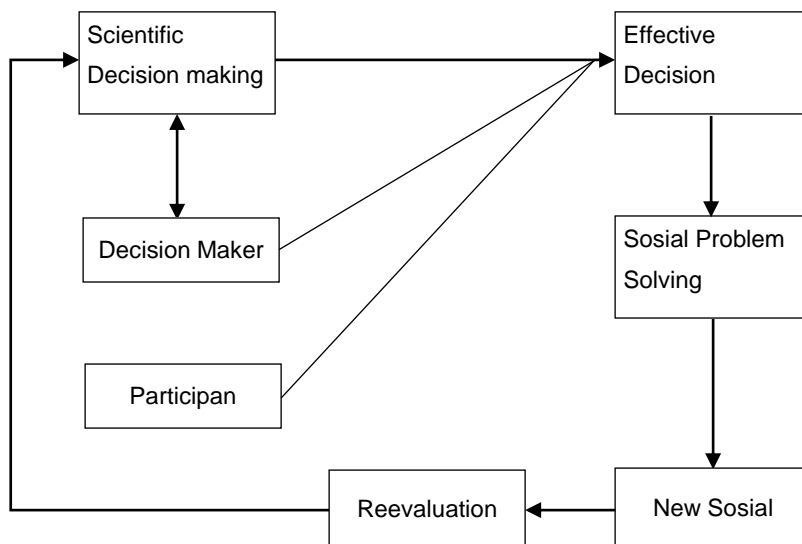 Scientific
Decision making
Effective
Decision
Decision Maker
Sosial Problem
Solving
Participan
Reevaluation
New Sosial